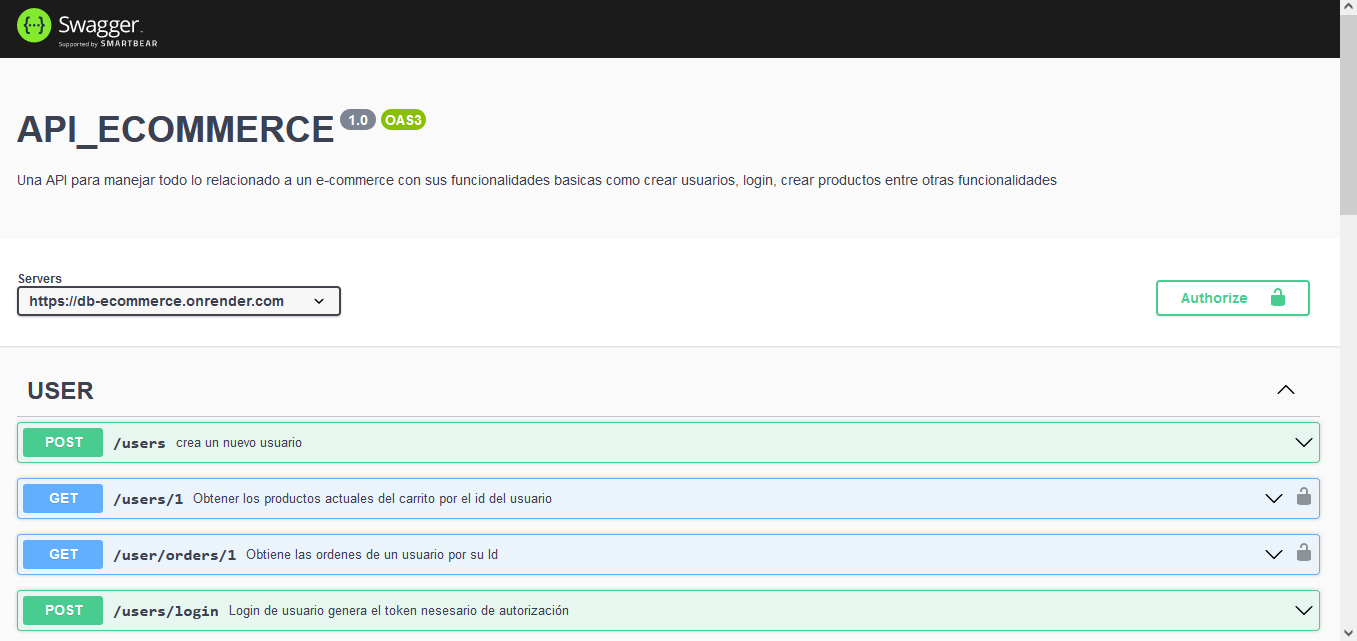 Swagger.
Supported by SMARTBEAR
API_ECOMMERCE 1.0 OAS3
Una API para manejar todo lo relacionado a un e-commerce con sus funcionalidades basicas como crear usuarios, login, crear productos entre otras funcionalidades
Servers
https://db-ecommerce.onrender.com
Authorize
USER
POST /users crea un nuevo usuario
GET /users/1 Obtener los productos actuales del carrito por el id del usuario
GET /user/orders/1 Obtiene las ordenes de un usuario por su Id
POST /users/login Login de usuario genera el token nesesario de autorización